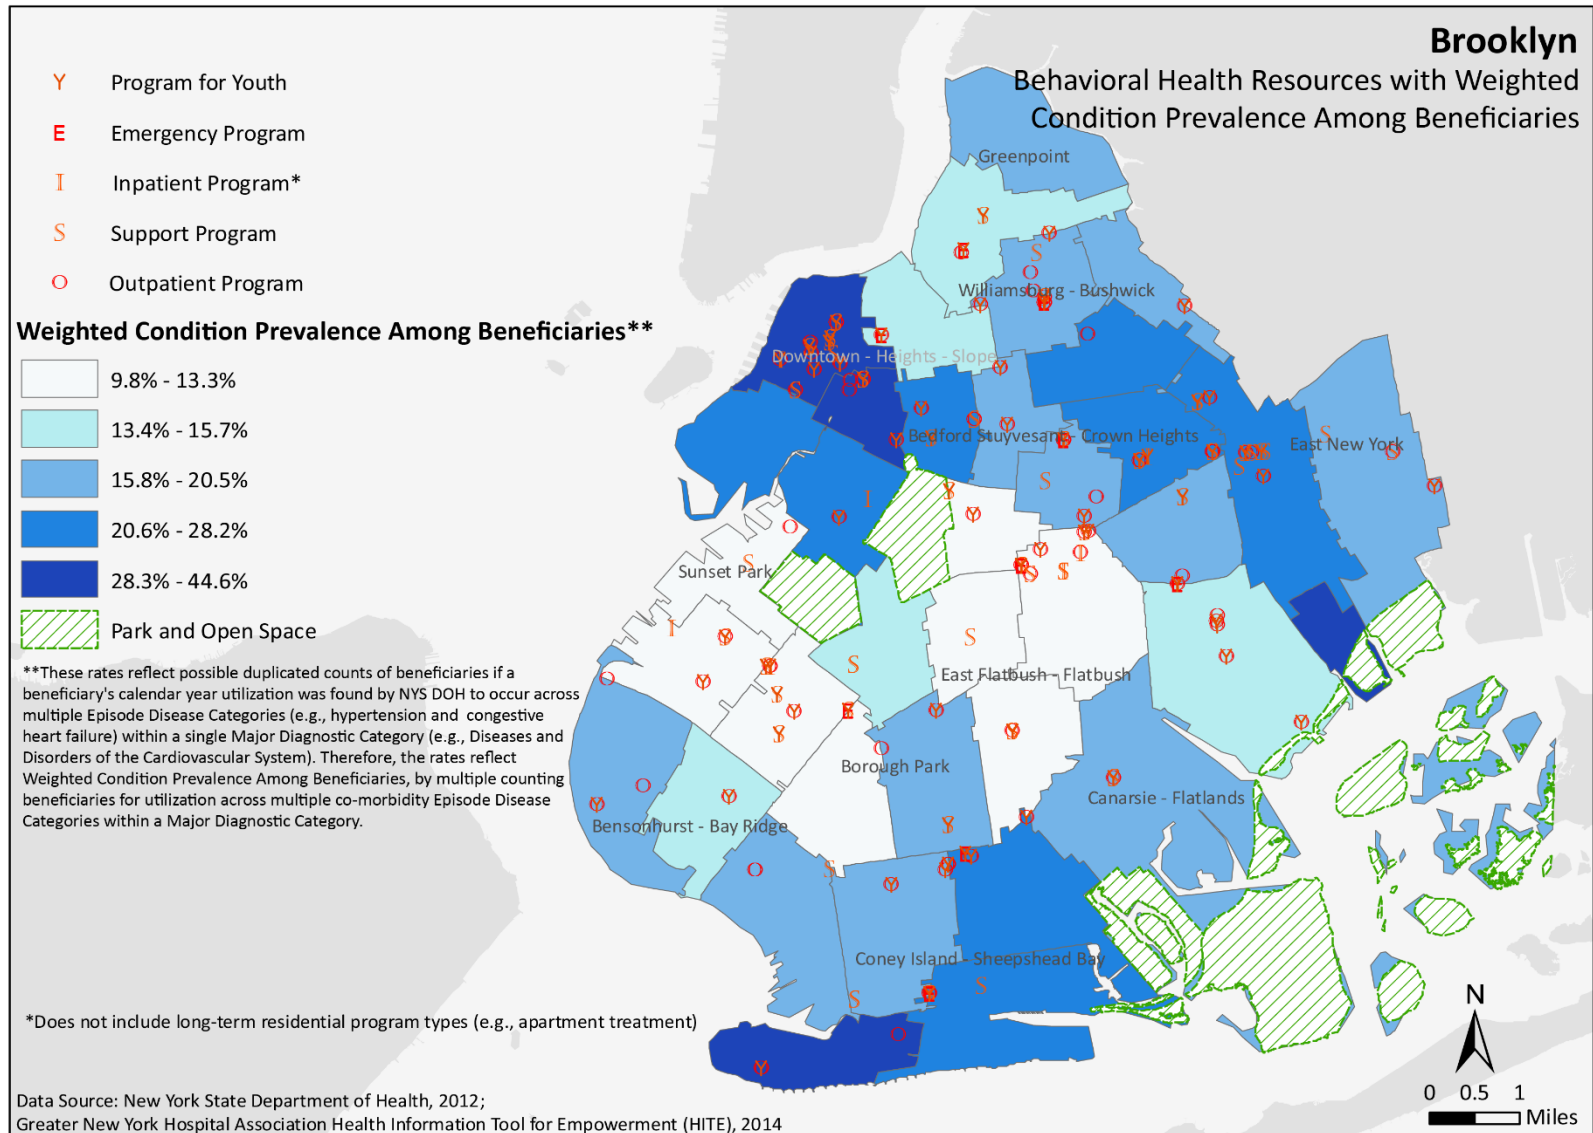 Brooklyn
Behavioral Health Resources with Weighted
Condition Prevalence Among Beneficiaries
Y Program for Youth
E Emergency Program
I Inpatient Program*
S Support Program
O Outpatient Program
Weighted Condition Prevalence Among Beneficiaries**
9.8% - 13.3%
13.4% - 15.7%
15.8% - 20.5%
20.6% - 28.2%
28.3% - 44.6%
Park and Open Space
**These rates reflect possible duplicated counts of beneficiaries if a
beneficiary's calendar year utilization was found by NYS DOH to occur across
multiple Episode Disease Categories (e.g., hypertension and congestive
heart failure) within a single Major Diagnostic Category (e.g., Diseases and
Disorders of the Cardiovascular System). Therefore, the rates reflect
Weighted Condition Prevalence Among Beneficiaries, by multiple counting
beneficiaries for utilization across multiple co-morbidity Episode Disease
Categories within a Major Diagnostic Category.
Greenpoint
Williamsburg - Bushwick
Downtown - Heights - Slope
Bedford Stuyvesant - Crown Heights
East New York
Sunset Park
East Flatbush - Flatbush
Borough Park
Canarsie - Flatlands
Bensonhurst - Bay Ridge
Coney Island - Sheepshead Bay
*Does not include long-term residential program types (e.g., apartment treatment)
Data Source: New York State Department of Health, 2012;
Greater New York Hospital Association Health Information Tool for Empowerment (HITE), 2014
N
0 0.5 1
Miles